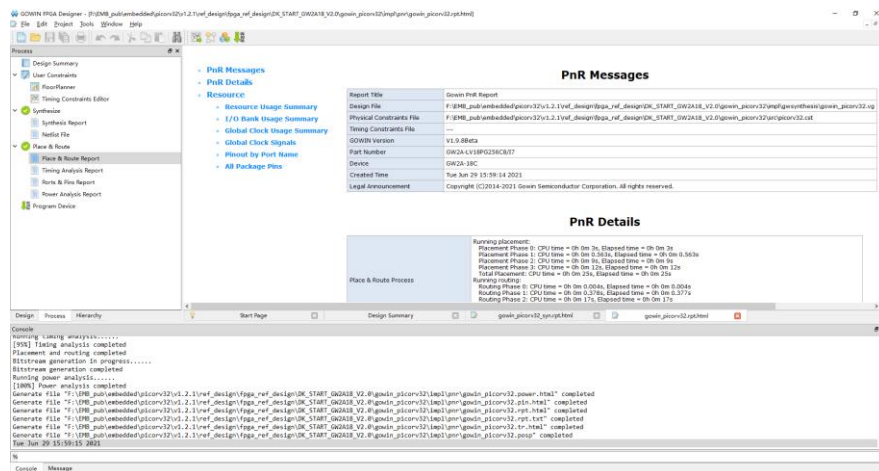 GOWIN FPGA Designer - [F:\EMB_pub\embedded\picorv32\v1.2.1\ref_design\fpga_ref_design\DK_START_GW2A18_V2.0\gowin_picorv32\impl\pnr\gowin_picorv32.rpt.html]
File Edit Project Tools Window Help
Process
Design Summary
User Constraints
FloorPlanner
Timing Constraints Editor
Synthesize
Synthesis Report
Netlist File
Place & Route
Place & Route Report
Timing Analysis Report
Ports & Pins Report
Power Analysis Report
Program Device
Design Process Hierarchy
PnR Messages
PnR Details
Resource
Resource Usage Summary
I/O Bank Usage Summary
Global Clock Usage Summary
Global Clock Signals
Pinout by Port Name
All Package Pins
PnR Messages
Report Title Gowin PnR Report
Design File F:\EMB_pub\embedded\picorv32\v1.2.1\ref_design\fpga_ref_design\DK_START_GW2A18_V2.0\gowin_picorv32\impl\gwsynthesis\gowin_picorv32.vg
Physical Constraints File F:\EMB_pub\embedded\picorv32\v1.2.1\ref_design\fpga_ref_design\DK_START_GW2A18_V2.0\gowin_picorv32\src\picorv32.cst
Timing Constraints File ---
GOWIN Version V1.9.8Beta
Part Number GW2A-LV18PG256C8/I7
Device GW2A-18C
Created Time Tue Jun 29 15:59:14 2021
Legal Announcement Copyright (C)2014-2021 Gowin Semiconductor Corporation. All rights reserved.
PnR Details
Place & Route Process
Running placement:
Placement Phase 0: CPU time = 0h 0m 3s, Elapsed time = 0h 0m 3s
Placement Phase 1: CPU time = 0h 0m 0.563s, Elapsed time = 0h 0m 0.563s
Placement Phase 2: CPU time = 0h 0m 9s, Elapsed time = 0h 0m 9s
Placement Phase 3: CPU time = 0h 0m 12s, Elapsed time = 0h 0m 12s
Total Placement: CPU time = 0h 0m 25s, Elapsed time = 0h 0m 25s
Running routing:
Routing Phase 0: CPU time = 0h 0m 0.004s, Elapsed time = 0h 0m 0.004s
Routing Phase 1: CPU time = 0h 0m 0.378s, Elapsed time = 0h 0m 0.377s
Routing Phase 2: CPU time = 0h 0m 17s, Elapsed time = 0h 0m 17s
Start Page Design Summary gowin_picorv32_syn.rpt.html gowin_picorv32.rpt.html
Console
Running timing analysis......
[95%] Timing analysis completed
Placement and routing completed
Bitstream generation in progress......
Bitstream generation completed
Running power analysis......
[100%] Power analysis completed
Generate file "F:\EMB_pub\embedded\picorv32\v1.2.1\ref_design\fpga_ref_design\DK_START_GW2A18_V2.0\gowin_picorv32\impl\pnr\gowin_picorv32.power.html" completed
Generate file "F:\EMB_pub\embedded\picorv32\v1.2.1\ref_design\fpga_ref_design\DK_START_GW2A18_V2.0\gowin_picorv32\impl\pnr\gowin_picorv32.pin.html" completed
Generate file "F:\EMB_pub\embedded\picorv32\v1.2.1\ref_design\fpga_ref_design\DK_START_GW2A18_V2.0\gowin_picorv32\impl\pnr\gowin_picorv32.rpt.html" completed
Generate file "F:\EMB_pub\embedded\picorv32\v1.2.1\ref_design\fpga_ref_design\DK_START_GW2A18_V2.0\gowin_picorv32\impl\pnr\gowin_picorv32.rpt.txt" completed
Generate file "F:\EMB_pub\embedded\picorv32\v1.2.1\ref_design\fpga_ref_design\DK_START_GW2A18_V2.0\gowin_picorv32\impl\pnr\gowin_picorv32.tr.html" completed
Generate file "F:\EMB_pub\embedded\picorv32\v1.2.1\ref_design\fpga_ref_design\DK_START_GW2A18_V2.0\gowin_picorv32\impl\pnr\gowin_picorv32.posp" completed
Tue Jun 29 15:59:15 2021
%
Console Message